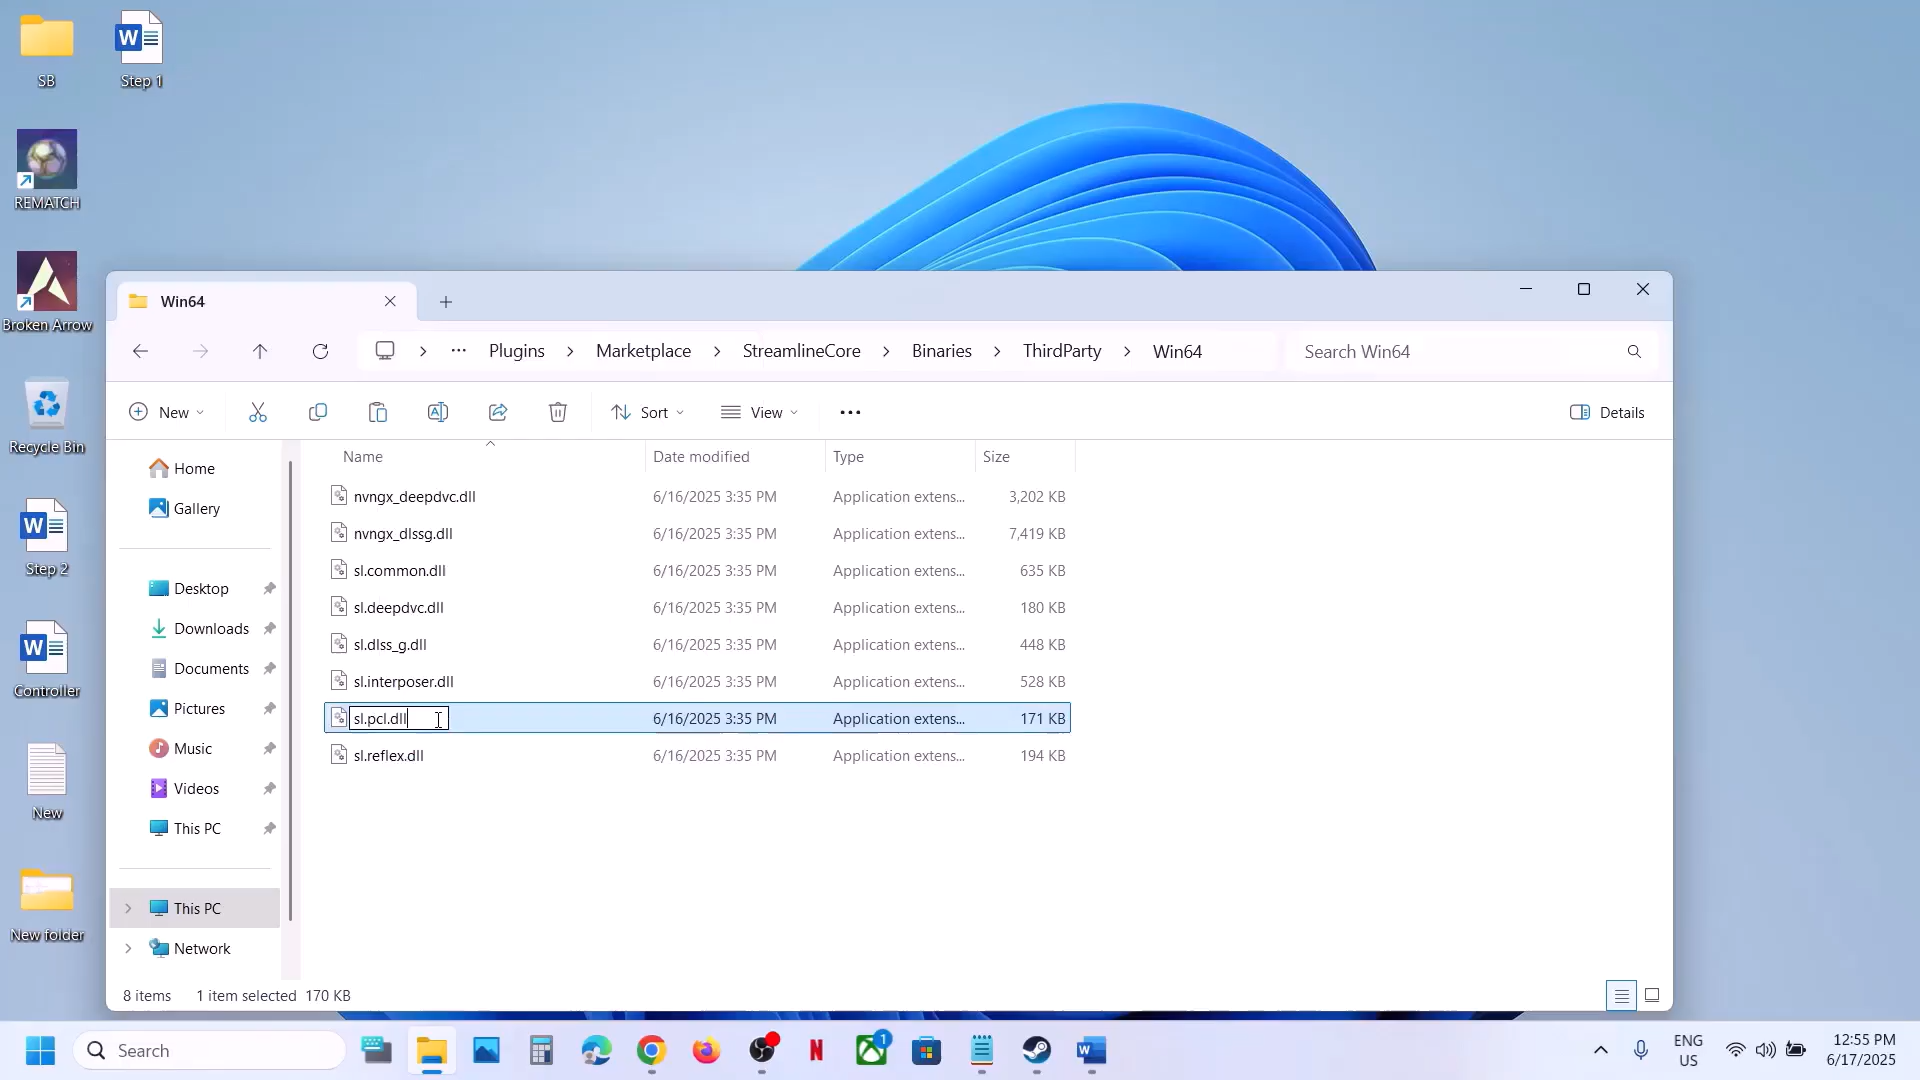 SB
Step 1
REMATCH
Broken Arrow
Recycle Bin
Step 2
Controller
New
New folder
Win64
Plugins > Marketplace > StreamlineCore > Binaries > ThirdParty > Win64
Search Win64
New
Sort
View
Details
Home
Gallery
Desktop
Downloads
Documents
Pictures
Music
Videos
This PC
This PC
Network
Name Date modified Type Size
nvngx_deepdvc.dll 6/16/2025 3:35 PM Application extens... 3,202 KB
nvngx_dlssg.dll 6/16/2025 3:35 PM Application extens... 7,419 KB
sl.common.dll 6/16/2025 3:35 PM Application extens... 635 KB
sl.deepdvc.dll 6/16/2025 3:35 PM Application extens... 180 KB
sl.dlss_g.dll 6/16/2025 3:35 PM Application extens... 448 KB
sl.interposer.dll 6/16/2025 3:35 PM Application extens... 528 KB
sl.pcl.dll 6/16/2025 3:35 PM Application extens... 171 KB
sl.reflex.dll 6/16/2025 3:35 PM Application extens... 194 KB
8 items 1 item selected 170 KB
Search
1
ENG
US
12:55 PM
6/17/2025